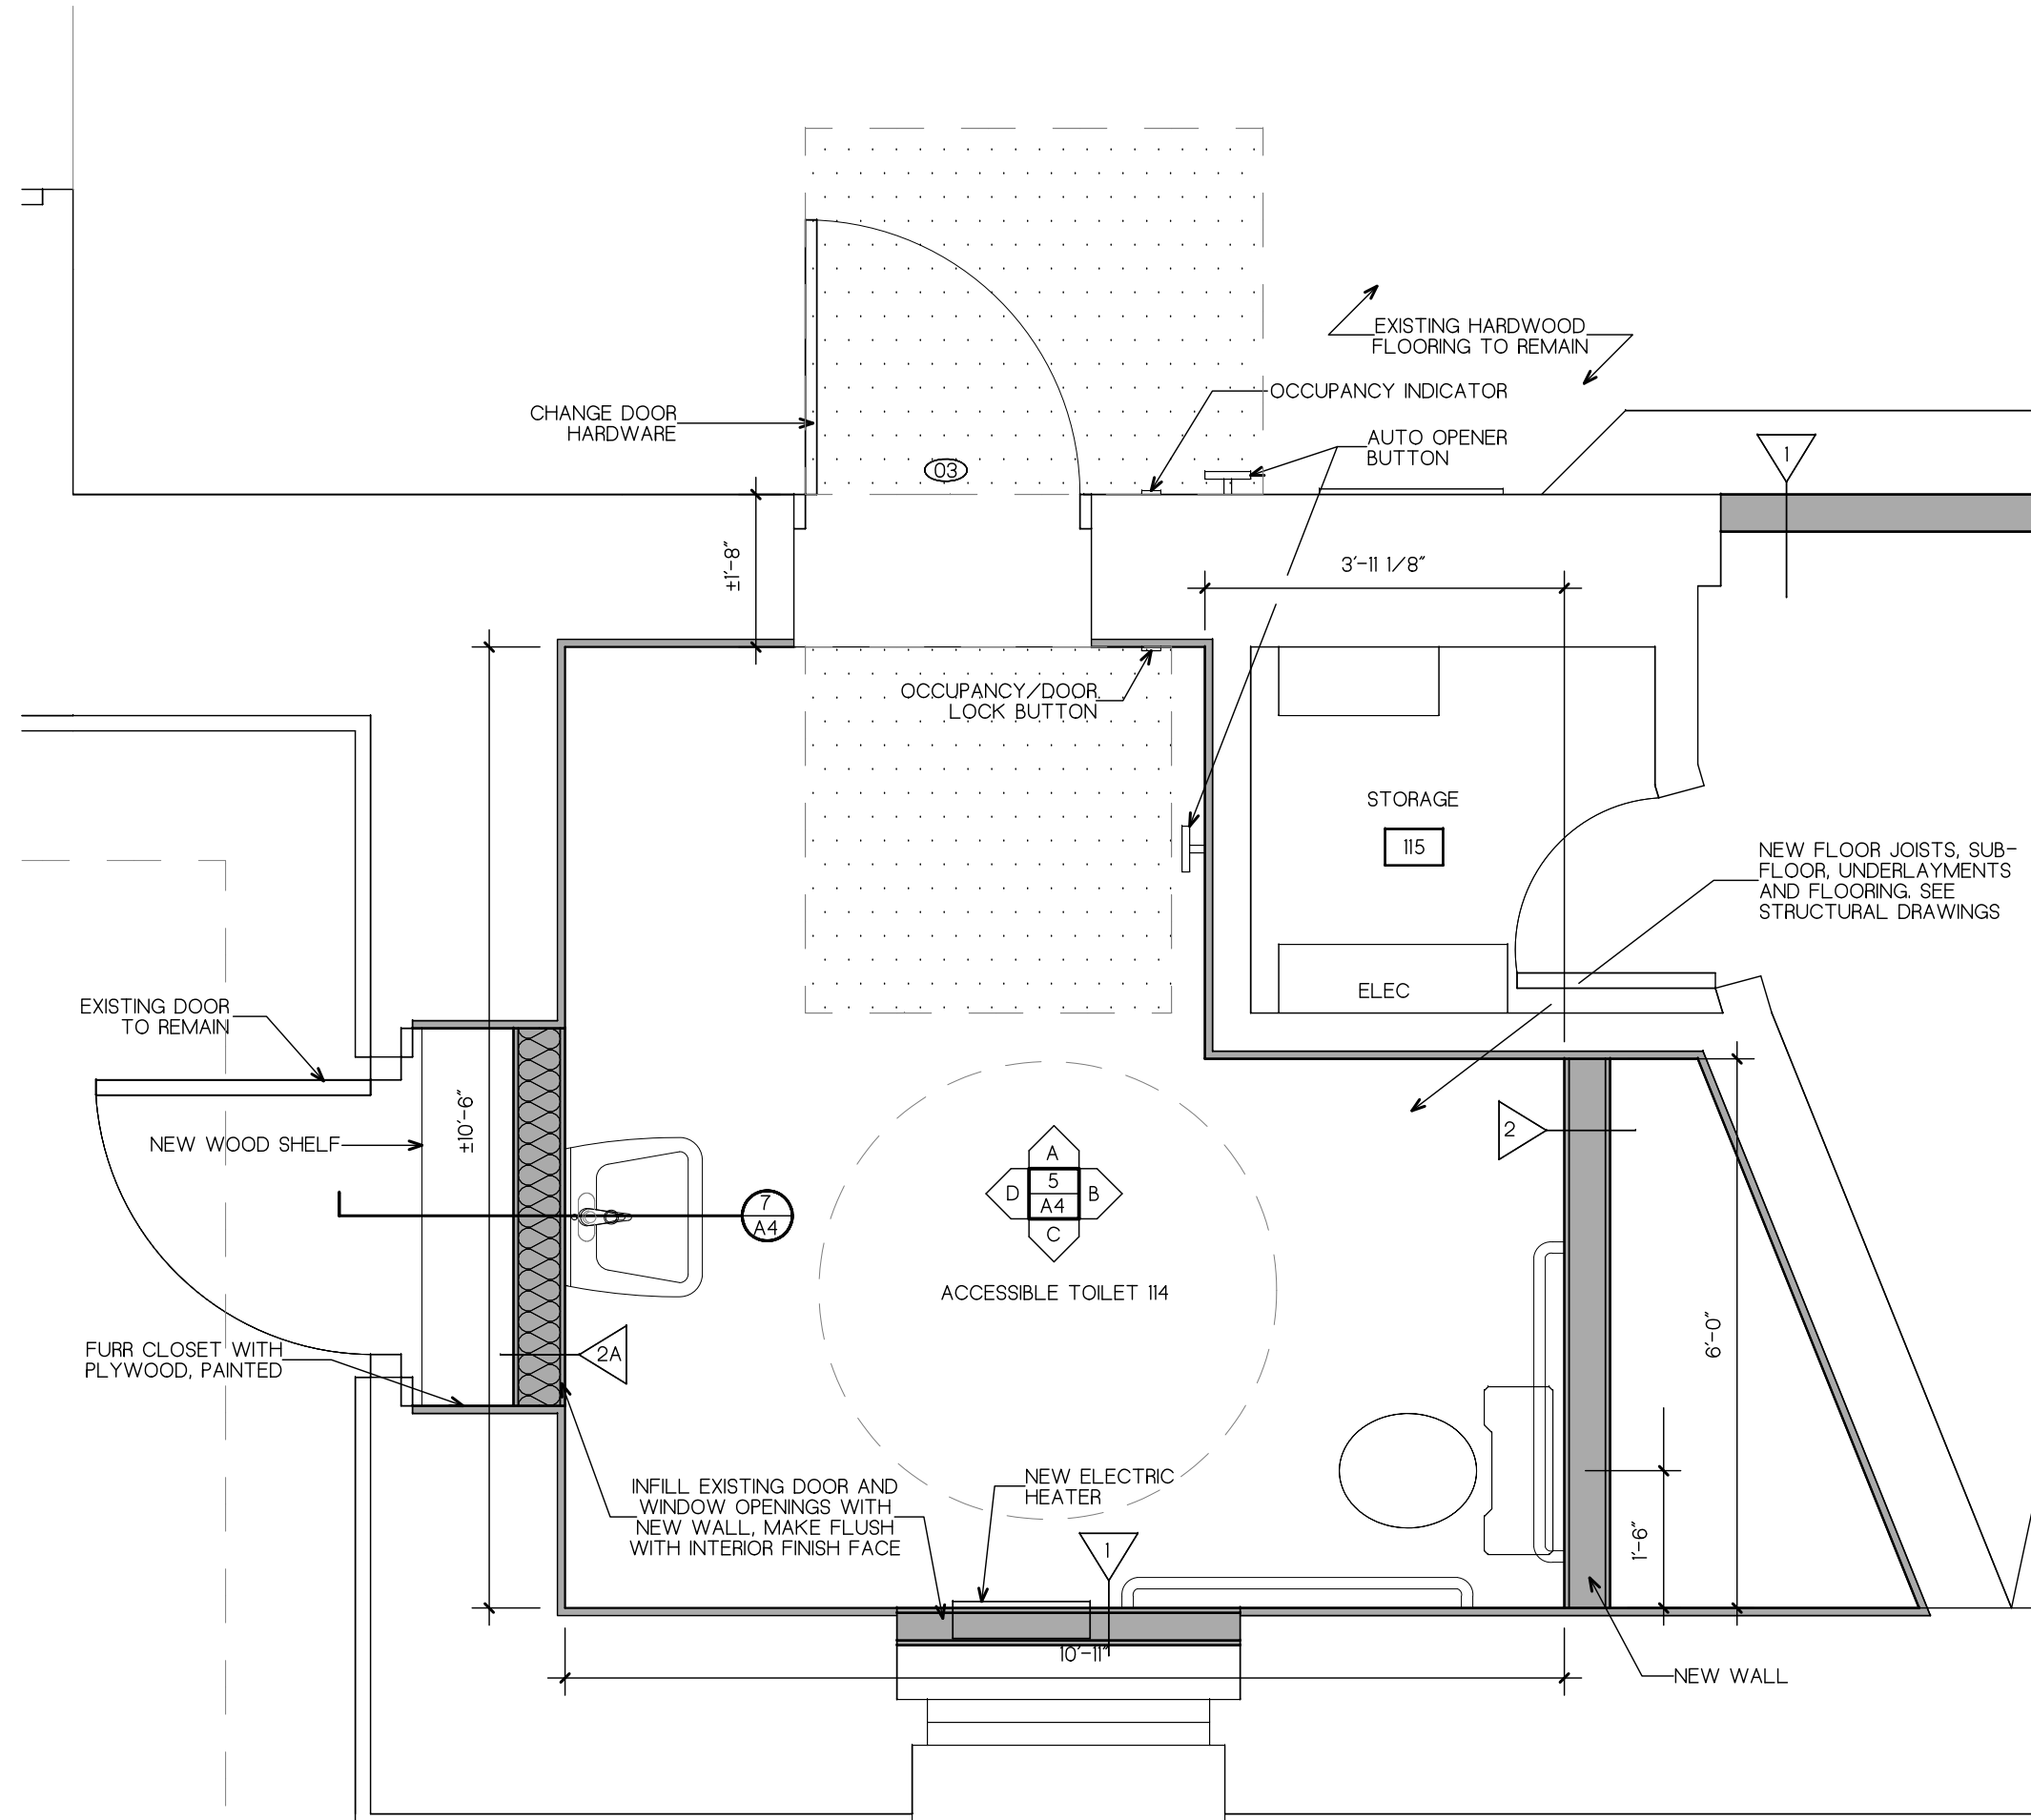 EXISTING HARDWOOD
FLOORING TO REMAIN
OCCUPANCY INDICATOR
CHANGE DOOR
HARDWARE
AUTO OPENER
BUTTON
1
03
±1'-8"
3'-11 1/8"
OCCUPANCY/DOOR
LOCK BUTTON
STORAGE
115
NEW FLOOR JOISTS, SUB-
FLOOR, UNDERLAYMENTS
AND FLOORING. SEE
STRUCTURAL DRAWINGS
ELEC
EXISTING DOOR
TO REMAIN
±10'-6"
NEW WOOD SHELF
2
A
D
5
B
A4
C
7
A4
ACCESSIBLE TOILET 114
6'-0"
FURR CLOSET WITH
PLYWOOD, PAINTED
2A
INFILL EXISTING DOOR AND
WINDOW OPENINGS WITH
NEW WALL, MAKE FLUSH
WITH INTERIOR FINISH FACE
NEW ELECTRIC
HEATER
1
1'-6"
10'-11"
NEW WALL